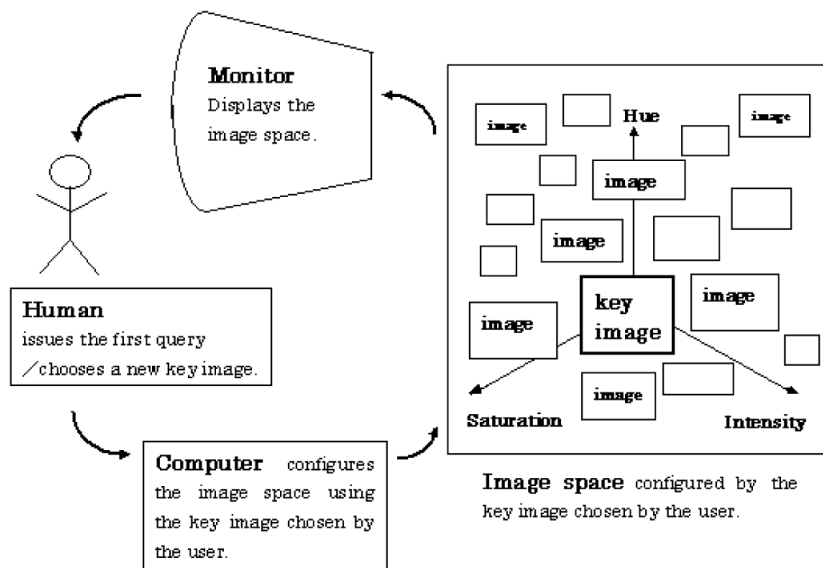 Monitor
Displays the
image space.
Human
issues the first query
／chooses a new key image.
Computer configures
the image space using
the key image chosen by
the user.
image
Hue
image
image
image
image
key
image
image
image
Saturation
Intensity
Image space configured by the
key image chosen by the user.